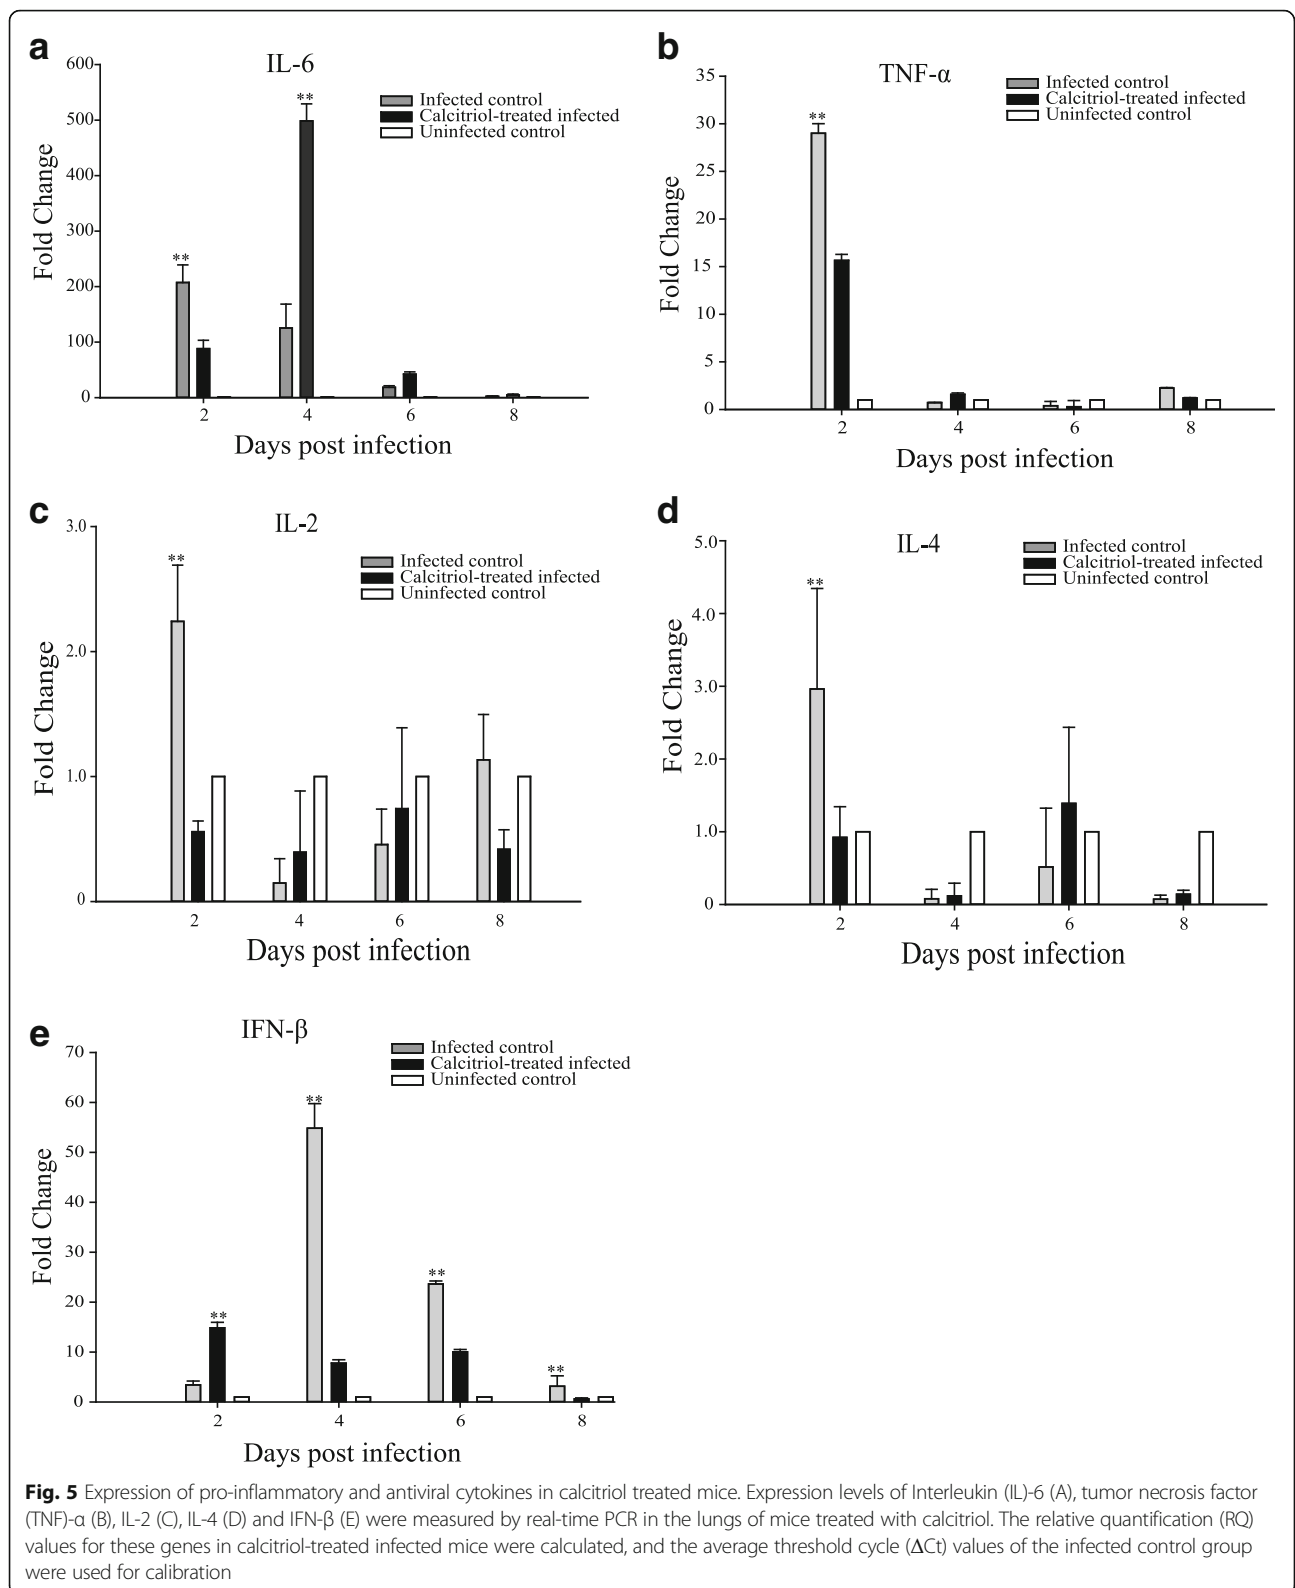 a
IL-6
600
500
400
300
200
100
0
Fold Change
**
**
Infected control
Calcitriol-treated infected
Uninfected control
2 4 6 8
Days post infection
b
TNF-α
35
30
25
20
15
10
5
0
Fold Change
**
Infected control
Calcitriol-treated infected
Uninfected control
2 4 6 8
Days post infection
c
IL-2
3.0
2.0
1.0
0
Fold Change
**
Infected control
Calcitriol-treated infected
Uninfected control
2 4 6 8
Days post infection
d
IL-4
5.0
4.0
3.0
2.0
1.0
0
Fold Change
**
Infected control
Calcitriol-treated infected
Uninfected control
2 4 6 8
Days post infection
e
IFN-β
70
60
50
40
30
20
10
0
Fold Change
**
**
**
**
Infected control
Calcitriol-treated infected
Uninfected control
2 4 6 8
Days post infection
Fig. 5 Expression of pro-inflammatory and antiviral cytokines in calcitriol treated mice. Expression levels of Interleukin (IL)-6 (A), tumor necrosis factor
(TNF)-α (B), IL-2 (C), IL-4 (D) and IFN-β (E) were measured by real-time PCR in the lungs of mice treated with calcitriol. The relative quantification (RQ)
values for these genes in calcitriol-treated infected mice were calculated, and the average threshold cycle (ΔCt) values of the infected control group
were used for calibration